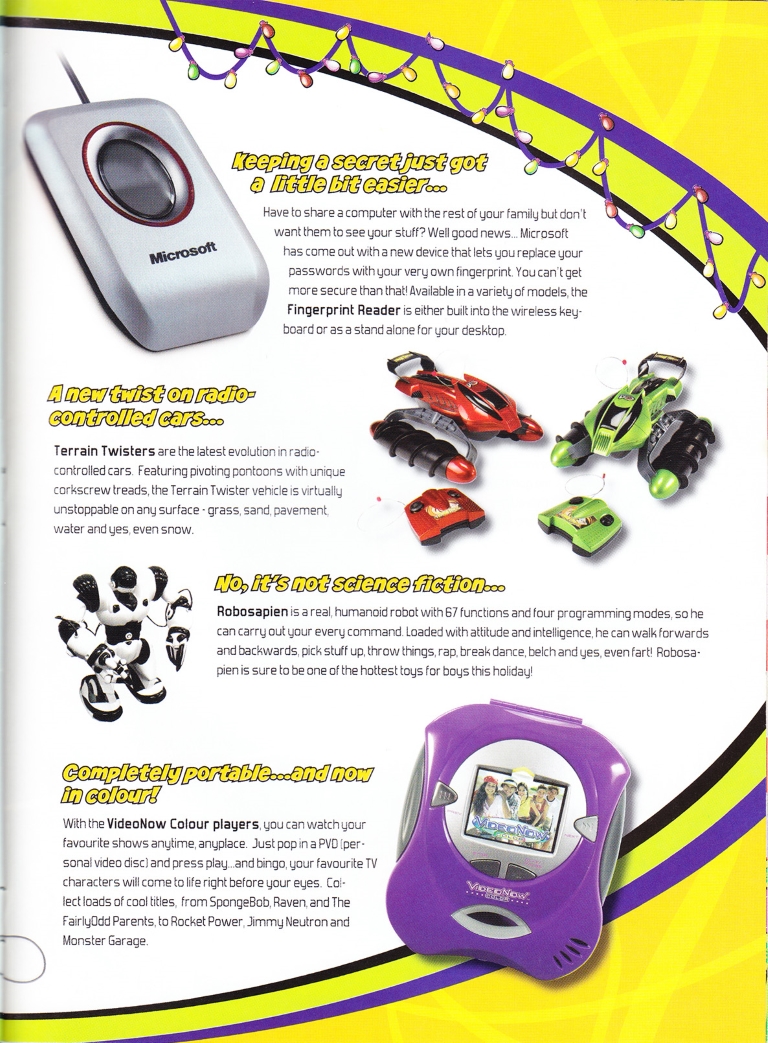 Keeping a secret just got
a little bit easier...
Have to share a computer with the rest of your family but don't
want them to see your stuff? Well good news... Microsoft
has come out with a new device that lets you replace your
passwords with your very own fingerprint. You can't get
more secure than that! Available in a variety of models, the
Fingerprint Reader is either built into the wireless key-
board or as a stand alone for your desktop.
Microsoft
A new twist on radio-
controlled cars...
Terrain Twisters are the latest evolution in radio-
controlled cars. Featuring pivoting pontoons with unique
corkscrew treads, the Terrain Twister vehicle is virtually
unstoppable on any surface - grass, sand, pavement,
water and yes, even snow.
No, it's not science fiction...
Robosapien is a real, humanoid robot with 67 functions and four programming modes, so he
can carry out your every command. Loaded with attitude and intelligence, he can walk forwards
and backwards, pick stuff up, throw things, rap, break dance, belch and yes, even fart! Robosa-
pien is sure to be one of the hottest toys for boys this holiday!
Completely portable...and now
in colour!
With the VideoNow Colour players, you can watch your
favourite shows anytime, anyplace. Just pop in a PVD (per-
sonal video disc) and press play...and bingo, your favourite TV
characters will come to life right before your eyes. Col-
lect loads of cool titles, from SpongeBob, Raven, and The
FairlyOdd Parents, to Rocket Power, Jimmy Neutron and
Monster Garage.
VIDEONOW
VIDEONOW
COLOR